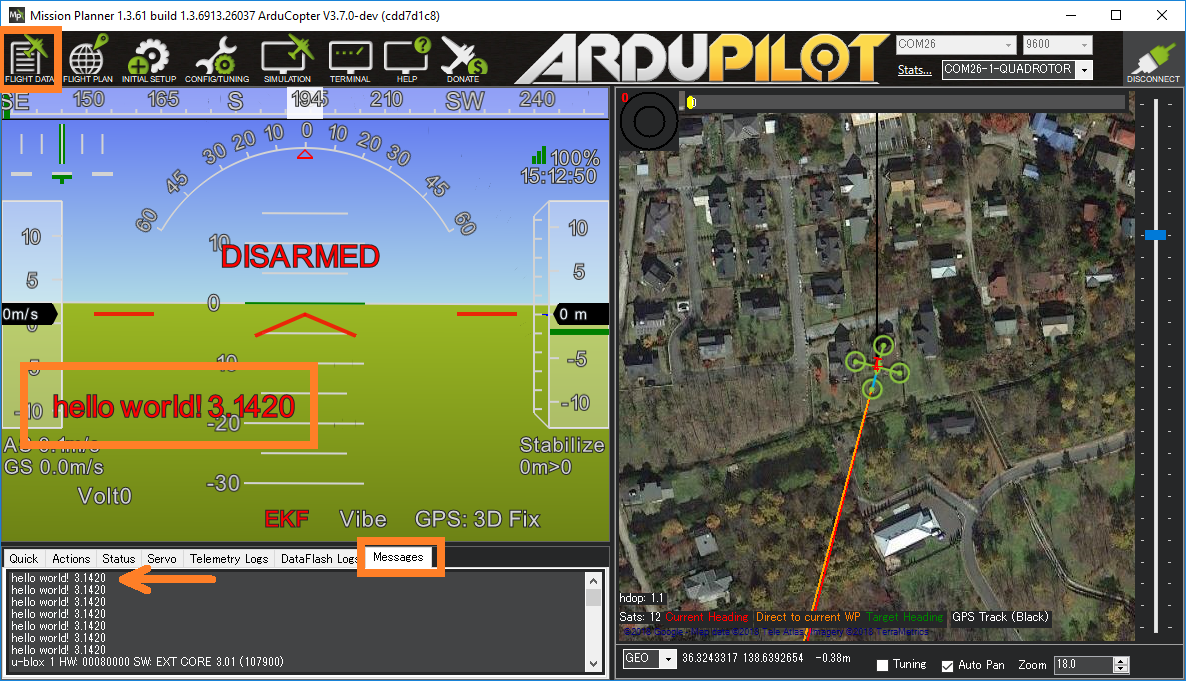 Mission Planner 1.3.61 build 1.3.6913.26037 ArduCopter V3.7.0-dev (cdd7d1c8)
FLIGHT DATA FLIGHT PLAN INITIAL SETUP CONFIG/TUNING SIMULATION TERMINAL HELP DONATE
ARDUPILOT
COM26 9600
Stats... COM26-1-QUADROTOR
DISCONNECT
SE 150 165 S 1945 210 SW 240
60 45 30 20 10 0 10 20 30 45 60
100%
15:12:50
10 5 0 -5 -10
10
DISARMED
0
-10
-20
-30
10 5 -5 -10
0m/s
0 m
hello world! 3.1420
AS 0.1m/s
GS 0.0m/s
Volt0
Stabilize
0m>0
EKF Vibe GPS: 3D Fix
Quick Actions Status Servo Telemetry Logs DataFlash Logs Messages
hello world! 3.1420
hello world! 3.1420
hello world! 3.1420
hello world! 3.1420
hello world! 3.1420
hello world! 3.1420
hello world! 3.1420
u-blox 1 HW: 00080000 SW: EXT CORE 3.01 (107900)
0
hdop: 1.1
Sats: 12 Current Heading Direct to current WP Target Heading GPS Track (Black)
GEO 36.3243317 138.6392654 -0.38m Tuning Auto Pan Zoom 18.0